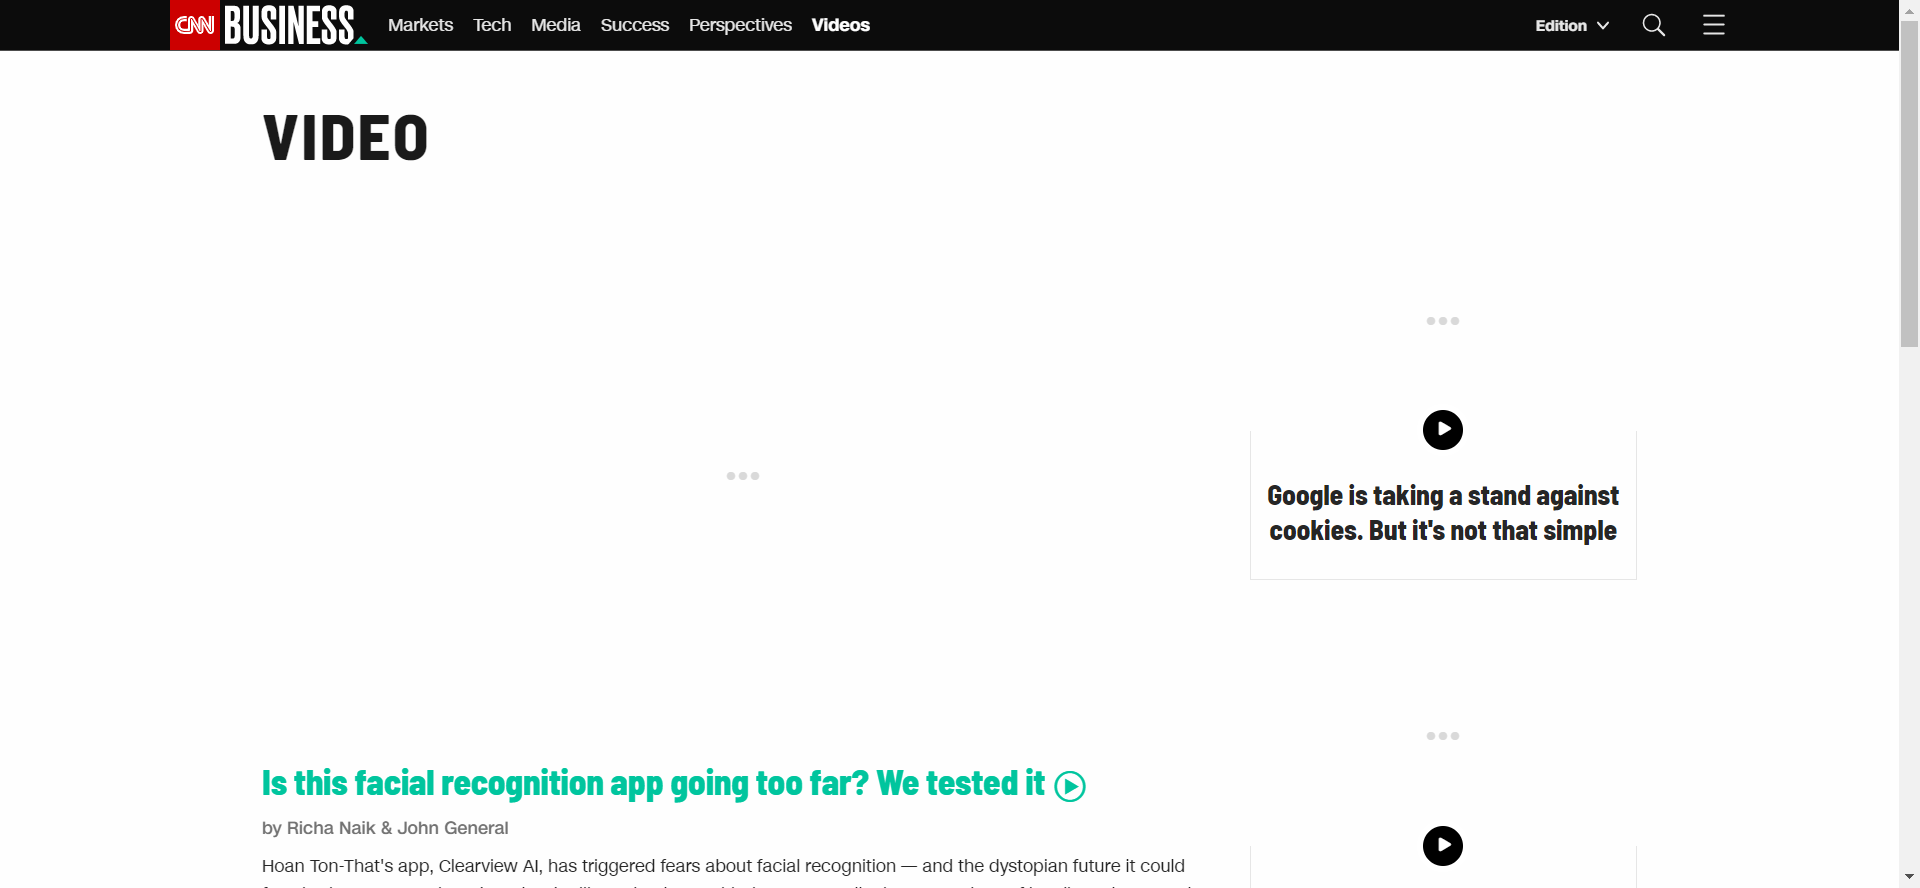 CNN BUSINESS Markets Tech Media Success Perspectives Videos Edition
VIDEO
Google is taking a stand against
cookies. But it's not that simple
Is this facial recognition app going too far? We tested it
by Richa Naik & John General
Hoan Ton-That's app, Clearview AI, has triggered fears about facial recognition — and the dystopian future it could